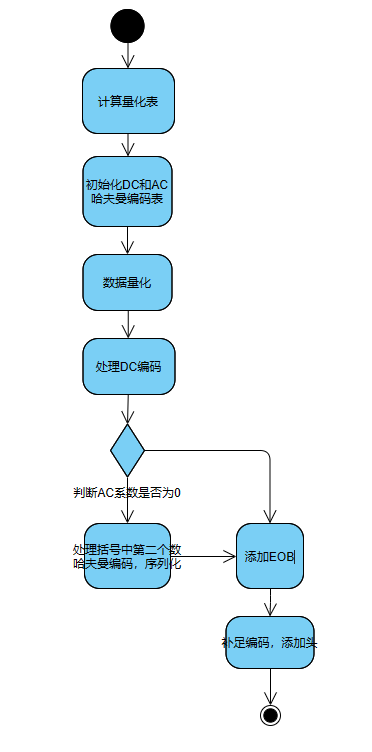 计算量化表
初始化DC和AC
哈夫曼编码表
数据量化
处理DC编码
判断AC系数是否为0
处理括号中第二个数
哈夫曼编码，序列化
添加EOB
补足编码，添加头